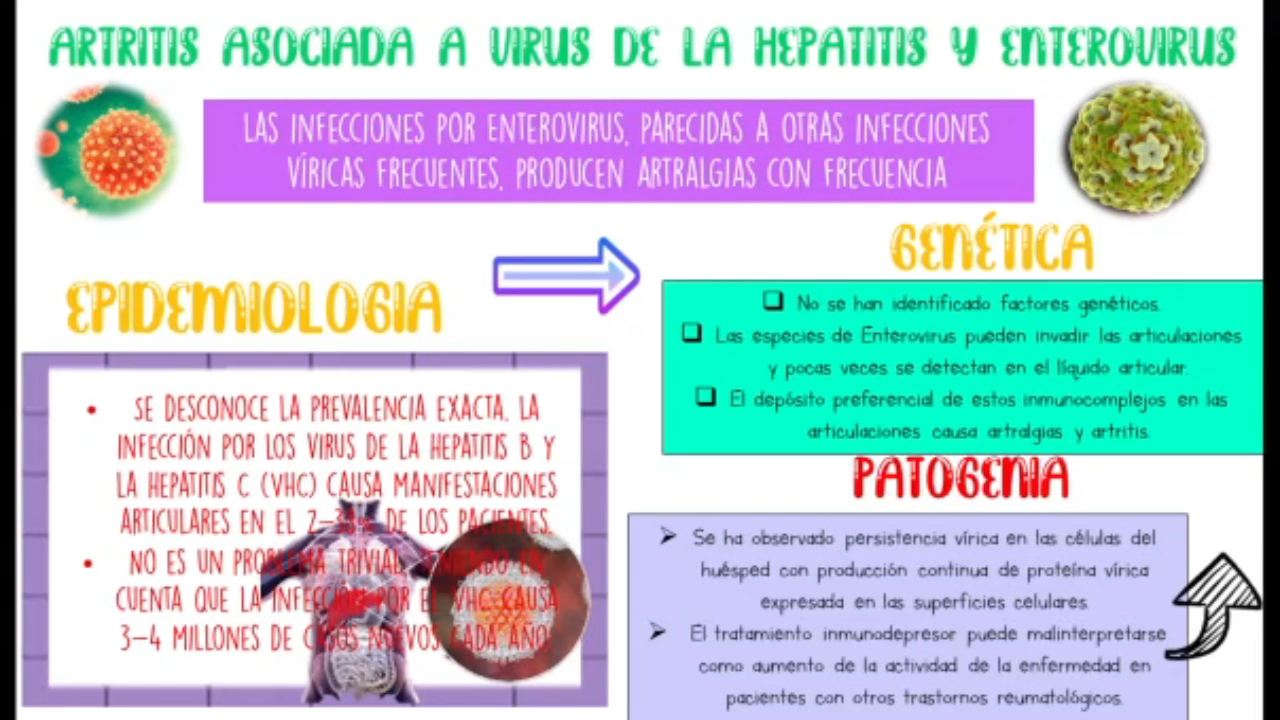 ARTRITIS ASOCIADA A VIRUS DE LA HEPATITIS Y ENTEROVIRUS
LAS INFECCIONES POR ENTEROVIRUS, PARECIDAS A OTRAS INFECCIONES
VÍRICAS FRECUENTES, PRODUCEN ARTRALGIAS CON FRECUENCIA
EPIDEMIOLOGIA
• SE DESCONOCE LA PREVALENCIA EXACTA. LA
INFECCIÓN POR LOS VIRUS DE LA HEPATITIS B Y
LA HEPATITIS C (VHC) CAUSA MANIFESTACIONES
ARTICULARES EN EL DE LOS PACIENTES.
• NO ES UN PROBLEMA TRIVIAL, EN
CUENTA QUE LA INFECCIÓN POR EL VHC CAUSA
3-4 MILLONES DE CASOS NUEVOS CADA AÑO.
GENÉTICA
❑ No se han identificado factores genéticos.
❑ Las especies de Enterovirus pueden invadir las articulaciones
y pocas veces se detectan en el líquido articular.
❑ El depósito preferencial de estos inmunocomplejos en las
articulaciones causa artralgias y artritis.
PATOGENIA
➢ Se ha observado persistencia vírica en las células del
huésped con producción continua de proteína vírica
expresada en las superficies celulares.
➢ El tratamiento inmunodepresor puede malinterpretarse
como aumento de la actividad de la enfermedad en
pacientes con otros trastornos reumatológicos.